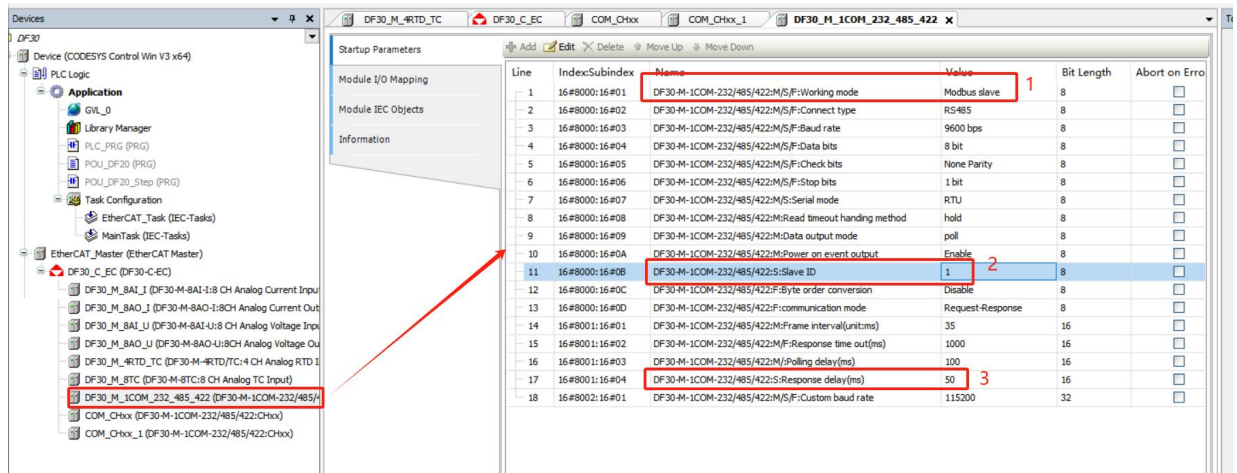 Devices
DF30
Device (CODESYS Control Win V3 x64)
PLC Logic
Application
GVL_0
Library Manager
PLC_PRG (PRG)
POU_DF20 (PRG)
POU_DF20_Step (PRG)
Task Configuration
EtherCAT_Task (IEC-Tasks)
MainTask (IEC-Tasks)
EtherCAT_Master (EtherCAT Master)
DF30_C_EC (DF30-C-EC)
DF30_M_8AI_I (DF30-M-8AI-I:8 CH Analog Current Input
DF30_M_8AO_I (DF30-M-8AO-I:8CH Analog Current Out
DF30_M_8AI_U (DF30-M-8AI-U:8 CH Analog Voltage Inpu
DF30_M_8AO_U (DF30-M-8AO-U:8CH Analog Voltage Ou
DF30_M_4RTD_TC (DF30-M-4RTD/TC:4 CH Analog RTD I
DF30_M_8TC (DF30-M-8TC:8 CH Analog TC Input)
DF30_M_1COM_232_485_422 (DF30-M-1COM-232/485/4
COM_CHxx (DF30-M-1COM-232/485/422:CHxx)
COM_CHxx_1 (DF30-M-1COM-232/485/422:CHxx)
DF30_M_4RTD_TC DF30_C_EC COM_CHxx COM_CHxx_1 DF30_M_1COM_232_485_422 To
Startup Parameters
Module I/O Mapping
Module IEC Objects
Information
Add Edit Delete Move Up Move Down
Line Index:Subindex Name Value Bit Length Abort on Erro
1 16#8000:16#01 DF30-M-1COM-232/485/422:M/S/F:Working mode Modbus slave 8 1
2 16#8000:16#02 DF30-M-1COM-232/485/422:M/S/F:Connect type RS485 8
3 16#8000:16#03 DF30-M-1COM-232/485/422:M/S/F:Baud rate 9600 bps 8
4 16#8000:16#04 DF30-M-1COM-232/485/422:M/S/F:Data bits 8 bit 8
5 16#8000:16#05 DF30-M-1COM-232/485/422:M/S/F:Check bits None Parity 8
6 16#8000:16#06 DF30-M-1COM-232/485/422:M/S/F:Stop bits 1 bit 8
7 16#8000:16#07 DF30-M-1COM-232/485/422:M/S:Serial mode RTU 8
8 16#8000:16#08 DF30-M-1COM-232/485/422:M:Read timeout handing method hold 8
9 16#8000:16#09 DF30-M-1COM-232/485/422:M:Data output mode poll 8
10 16#8000:16#0A DF30-M-1COM-232/485/422:M:Power on event output Enable 8
11 16#8000:16#0B DF30-M-1COM-232/485/422:S:Slave ID 1 8 2
12 16#8000:16#0C DF30-M-1COM-232/485/422:F:Byte order conversion Disable 8
13 16#8000:16#0D DF30-M-1COM-232/485/422:F:communication mode Request-Response 8
14 16#8001:16#01 DF30-M-1COM-232/485/422:M:Frame interval(unit:ms) 35 16
15 16#8001:16#02 DF30-M-1COM-232/485/422:M/F:Response time out(ms) 1000 16
16 16#8001:16#03 DF30-M-1COM-232/485/422:M/:Polling delay(ms) 100 16
17 16#8001:16#04 DF30-M-1COM-232/485/422:S:Response delay(ms) 50 16 3
18 16#8002:16#01 DF30-M-1COM-232/485/422:M/S/F:Custom baud rate 115200 32